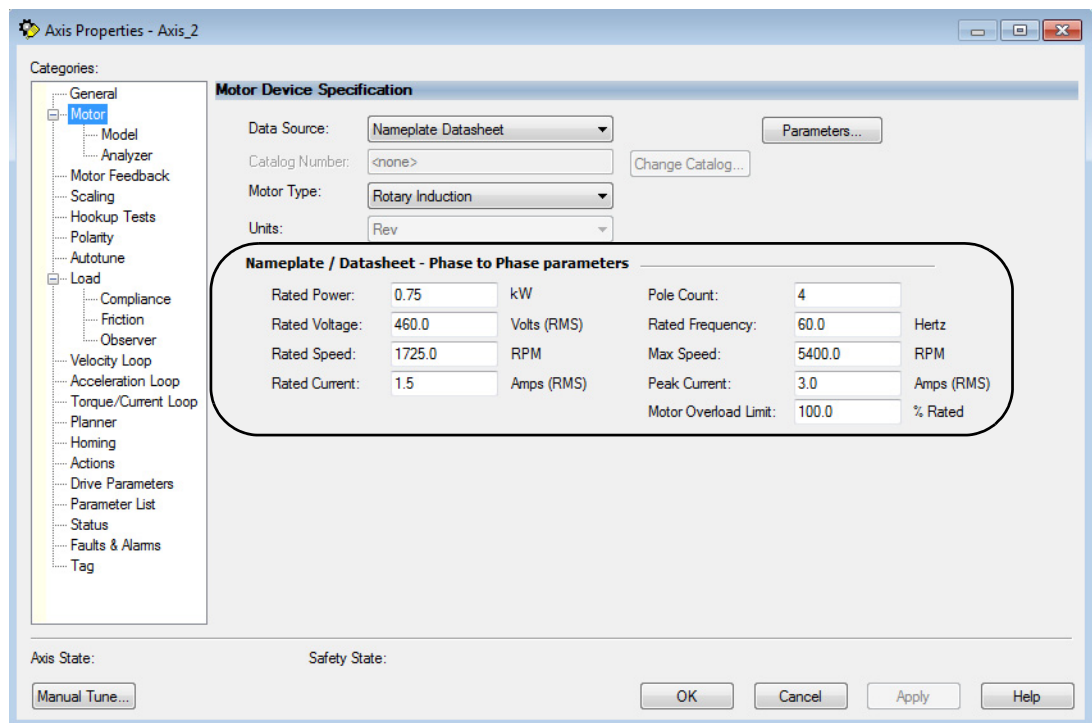 Axis Properties - Axis_2
Categories:
General
Motor
Model
Analyzer
Motor Feedback
Scaling
Hookup Tests
Polarity
Autotune
Load
Compliance
Friction
Observer
Velocity Loop
Acceleration Loop
Torque/Current Loop
Planner
Homing
Actions
Drive Parameters
Parameter List
Status
Faults & Alarms
Tag
Motor Device Specification
Data Source: Nameplate Datasheet Parameters...
Catalog Number: <none> Change Catalog...
Motor Type: Rotary Induction
Units: Rev
Nameplate / Datasheet - Phase to Phase parameters
Rated Power: 0.75 kW Pole Count: 4
Rated Voltage: 460.0 Volts (RMS) Rated Frequency: 60.0 Hertz
Rated Speed: 1725.0 RPM Max Speed: 5400.0 RPM
Rated Current: 1.5 Amps (RMS) Peak Current: 3.0 Amps (RMS)
Motor Overload Limit: 100.0 % Rated
Axis State: Safety State:
Manual Tune... OK Cancel Apply Help